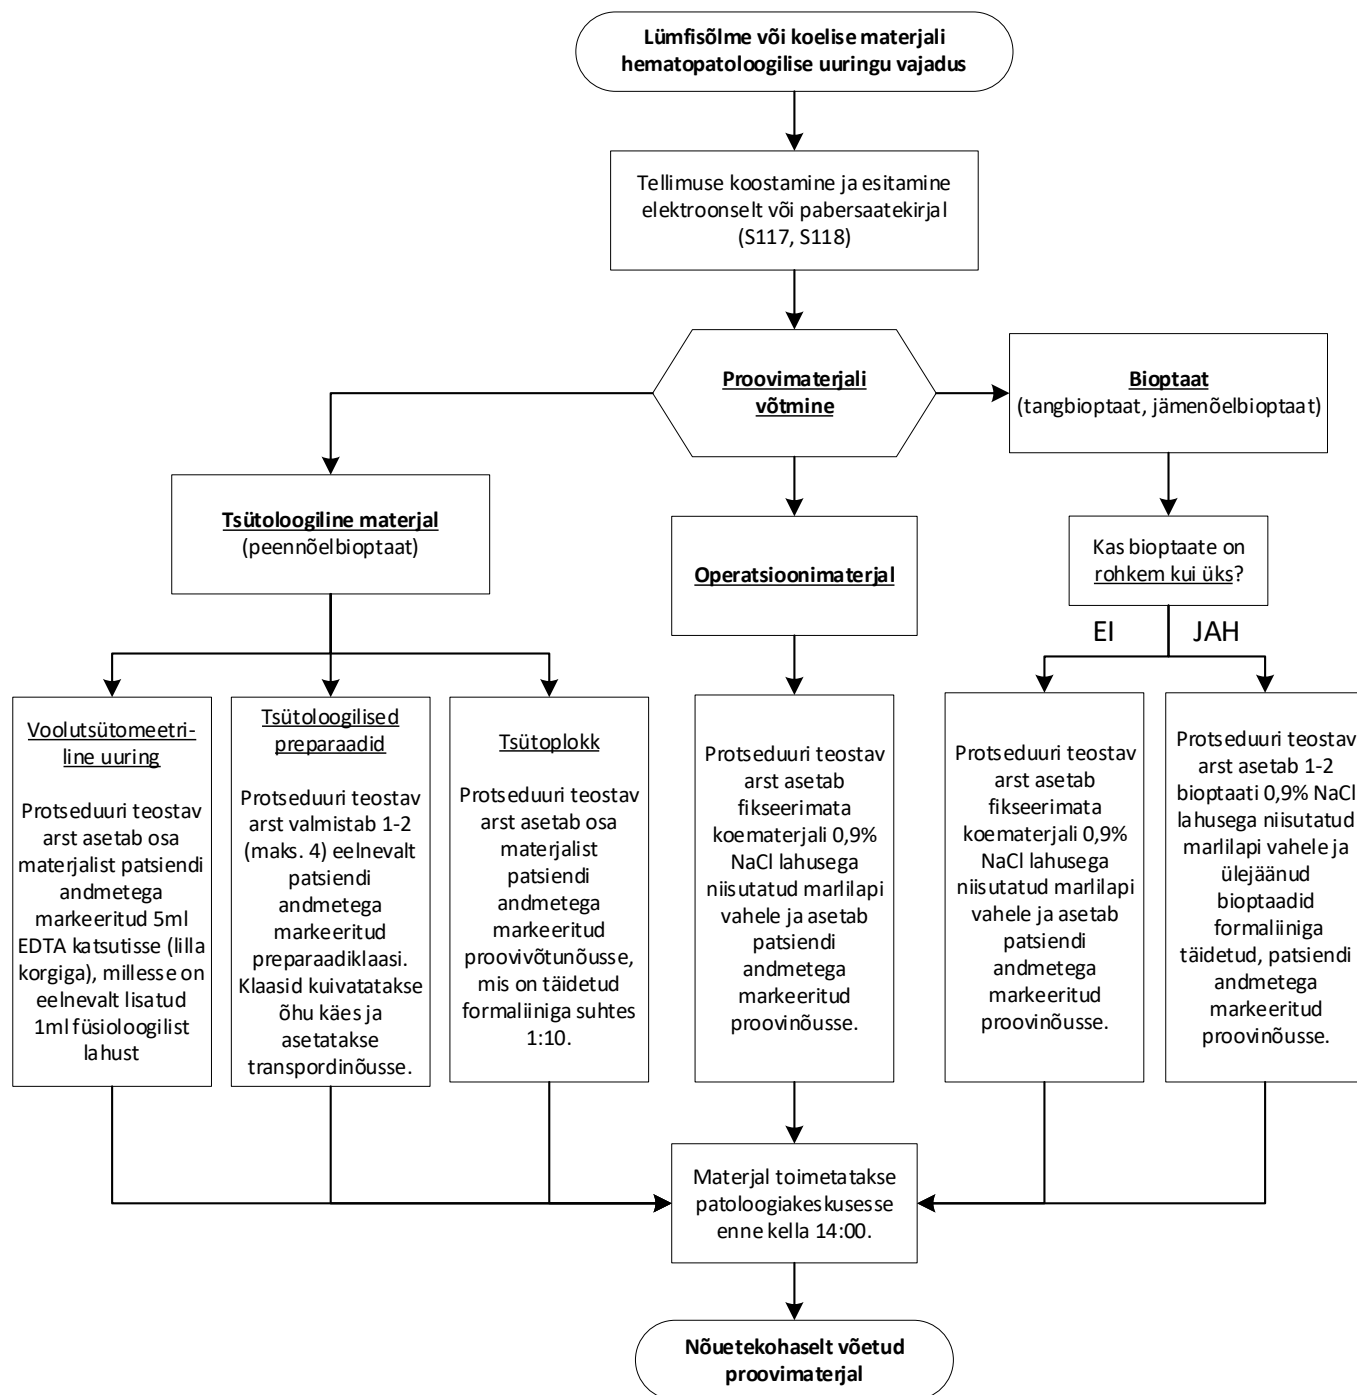 Lümfisõlme või koelise materjali
hematopatoloogilise uuringu vajadus
Tellimuse koostamine ja esitamine
elektroonselt või pabersaatekirjal
(S117, S118)
Proovimaterjali
võtmine
Bioptaat
(tangbioptaat, jämenõelbioptaat)
Tsütoloogiline materjal
(peennõelbioptaat)
Operatsioonimaterjal
Kas bioptaate on
rohkem kui üks?
EI
JAH
Voolutsütomeetri-
line uuring
Protseduuri teostav
arst asetab osa
materjalist patsiendi
andmetega
markeeritud 5ml
EDTA katsutisse (lilla
korgiga), millesse on
eelnevalt lisatud
1ml füsioloogilist
lahust
Tsütoloogilised
preparaadid
Protseduuri teostav
arst valmistab 1-2
(maks. 4) eelnevalt
patsiendi
andmetega
markeeritud
preparaadiklaasi.
Klaasid kuivatatakse
õhu käes ja
asetatakse
transpordinõusse.
Tsütoplokk
Protseduuri teostav
arst asetab osa
materjalist
patsiendi
andmetega
markeeritud
proovivõtunõusse,
mis on täidetud
formaliiniga suhtes
1:10.
Protseduuri teostav
arst asetab
fikseerimata
koematerjali 0,9%
NaCl lahusega
niisutatud marlilapi
vahele ja asetab
patsiendi
andmetega
markeeritud
proovinõusse.
Protseduuri teostav
arst asetab
fikseerimata
koematerjali 0,9%
NaCl lahusega
niisutatud marlilapi
vahele ja asetab
patsiendi
andmetega
markeeritud
proovinõusse.
Protseduuri teostav
arst asetab 1-2
bioptaati 0,9% NaCl
lahusega niisutatud
marlilapi vahele ja
ülejäänud
bioptaadid
formaliiniga
täidetud, patsiendi
andmetega
markeeritud
proovinõusse.
Materjal toimetatakse
patoloogiakeskusesse
enne kella 14:00.
Nõuetekohaselt võetud
proovimaterjal